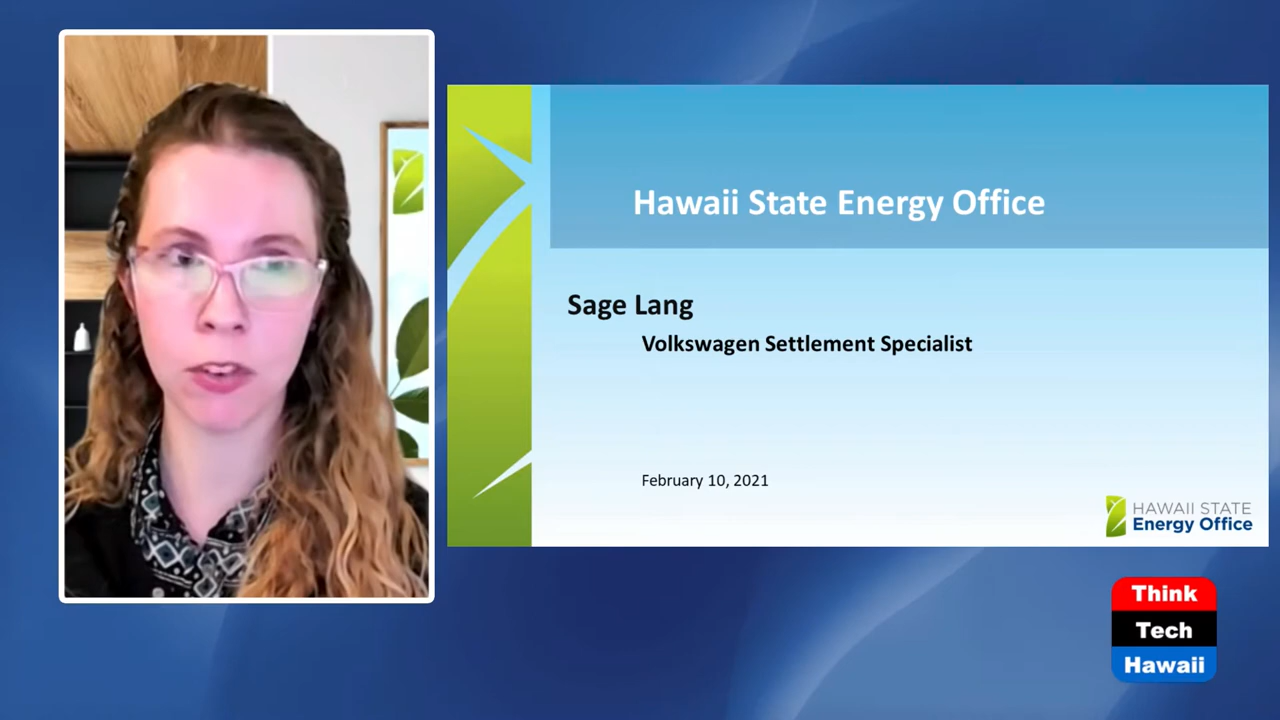 Hawaii State Energy Office
Sage Lang
Volkswagen Settlement Specialist
February 10, 2021
HAWAII STATE
Energy Office
Think
Tech
Hawaii